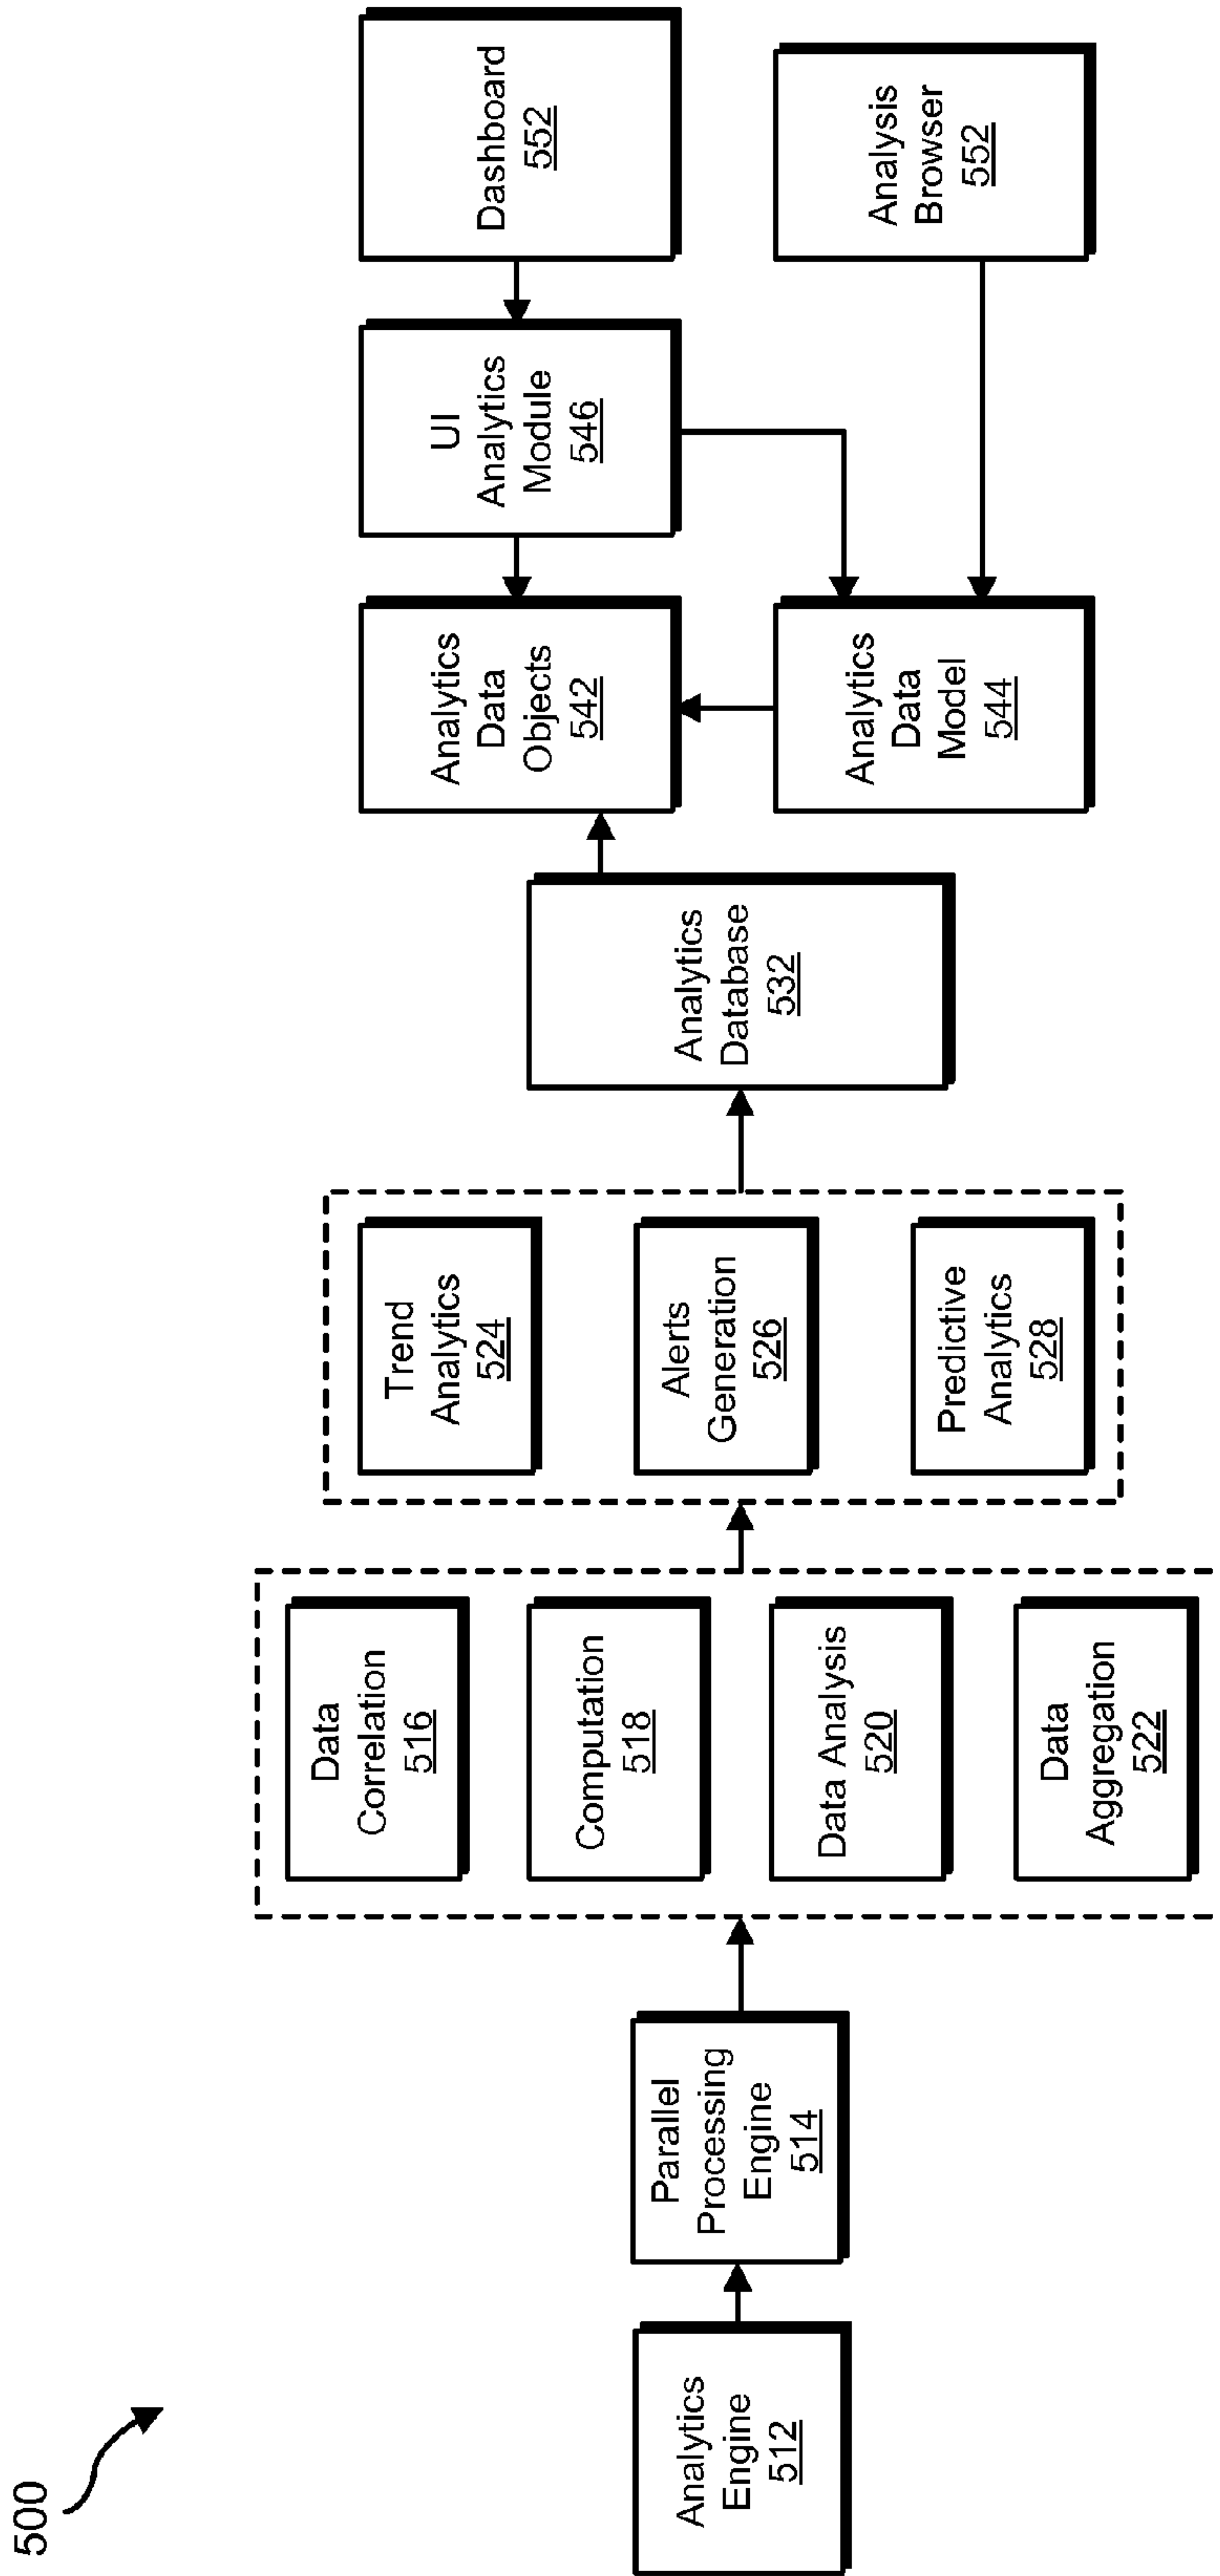 500
Analytics
Engine
512
Parallel
Processing
Engine
514
Data
Correlation
516
Computation
518
Data Analysis
520
Data
Aggregation
522
Trend
Analytics
524
Alerts
Generation
526
Predictive
Analytics
528
Analytics
Database
532
Analytics
Data
Objects
542
Analytics
Data
Model
544
UI
Analytics
Module
546
Dashboard
552
Analysis
Browser
552